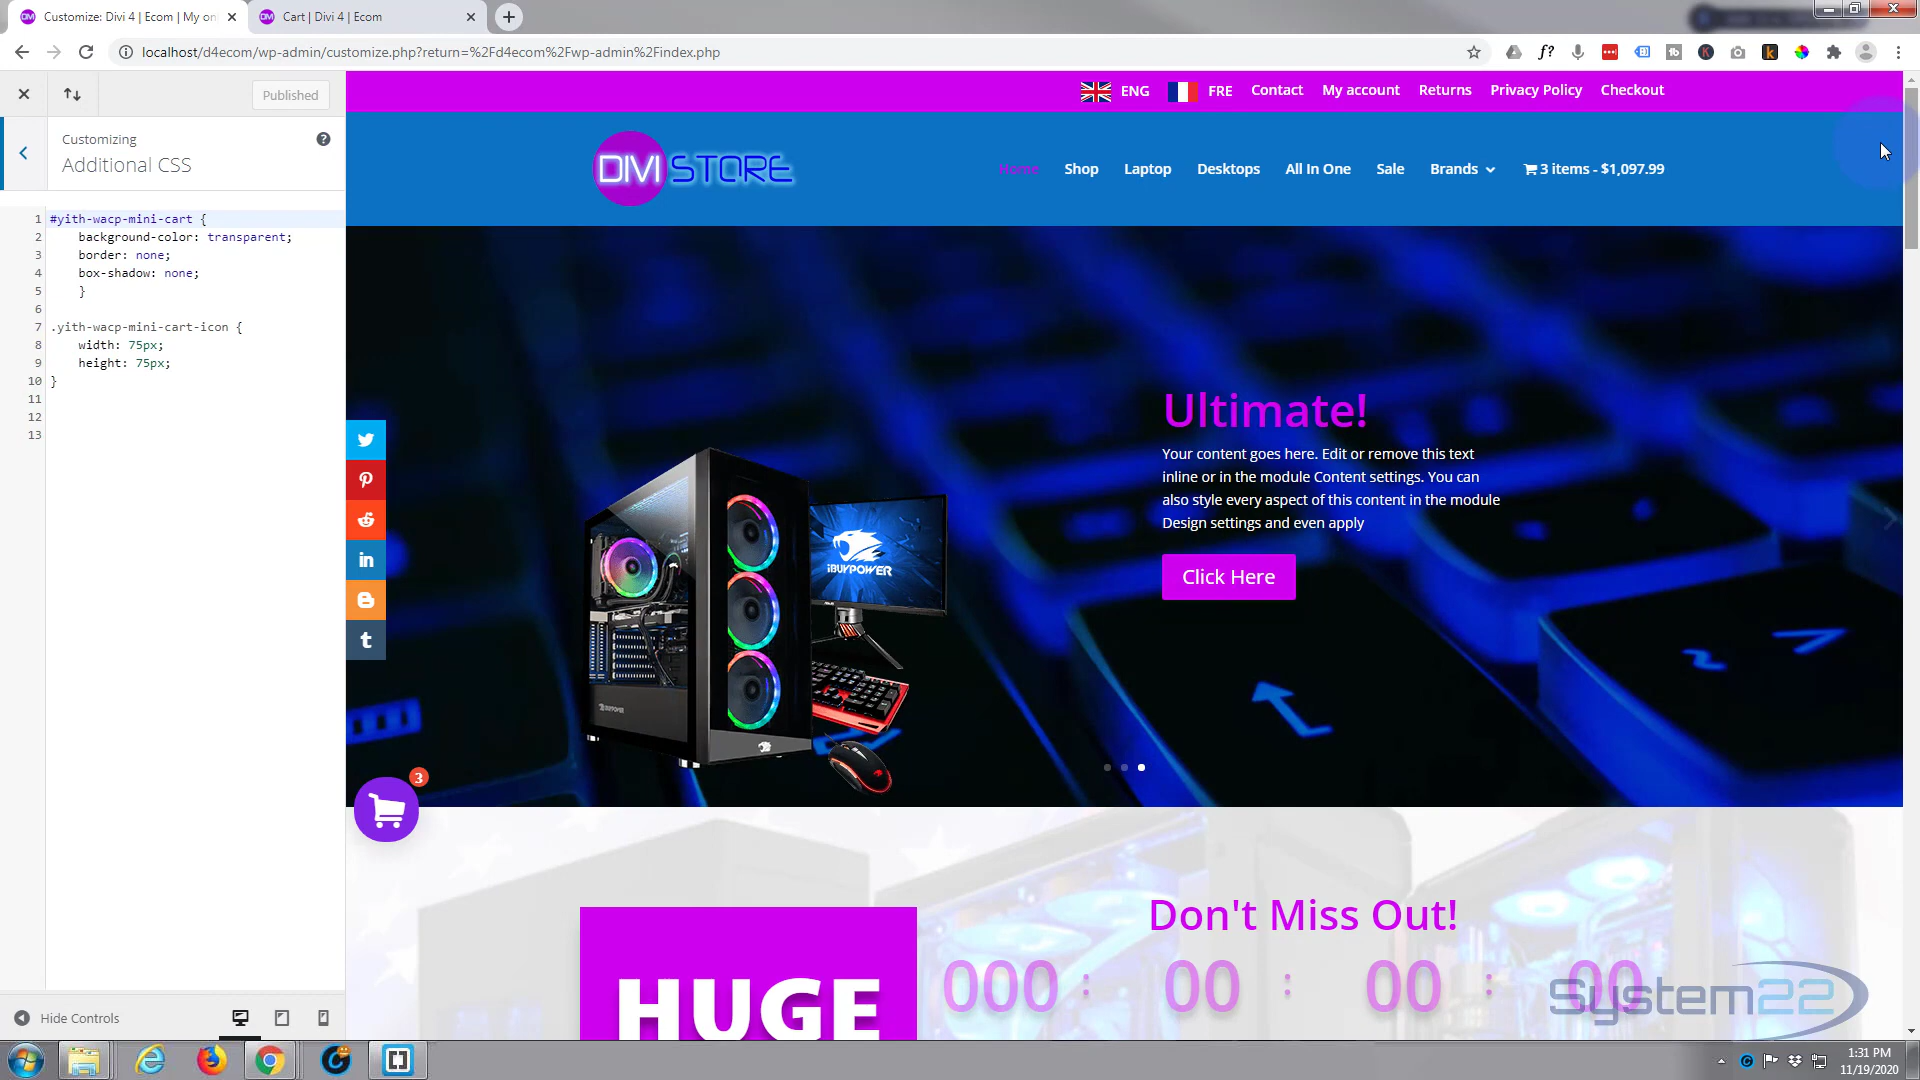 Customize: Divi 4 | Ecom | My on
Cart | Divi 4 | Ecom
localhost/d4ecom/wp-admin/customize.php?return=%2Fd4ecom%2Fwp-admin%2Findex.php
Published
Customizing
Additional CSS
1 #yith-wacp-mini-cart {
2 background-color: transparent;
3 border: none;
4 box-shadow: none;
5 }
6
7 .yith-wacp-mini-cart-icon {
8 width: 75px;
9 height: 75px;
10 }
11
12
13
Hide Controls
ENG FRE Contact My account Returns Privacy Policy Checkout
DIVI STORE
Home Shop Laptop Desktops All In One Sale Brands 3 items - $1,097.99
Ultimate!
Your content goes here. Edit or remove this text
inline or in the module Content settings. You can
also style every aspect of this content in the module
Design settings and even apply
Click Here
iBUYPOWER
3
Don't Miss Out!
HUGE
000 : 00 : 00 : 00
System22
1:31 PM
11/19/2020